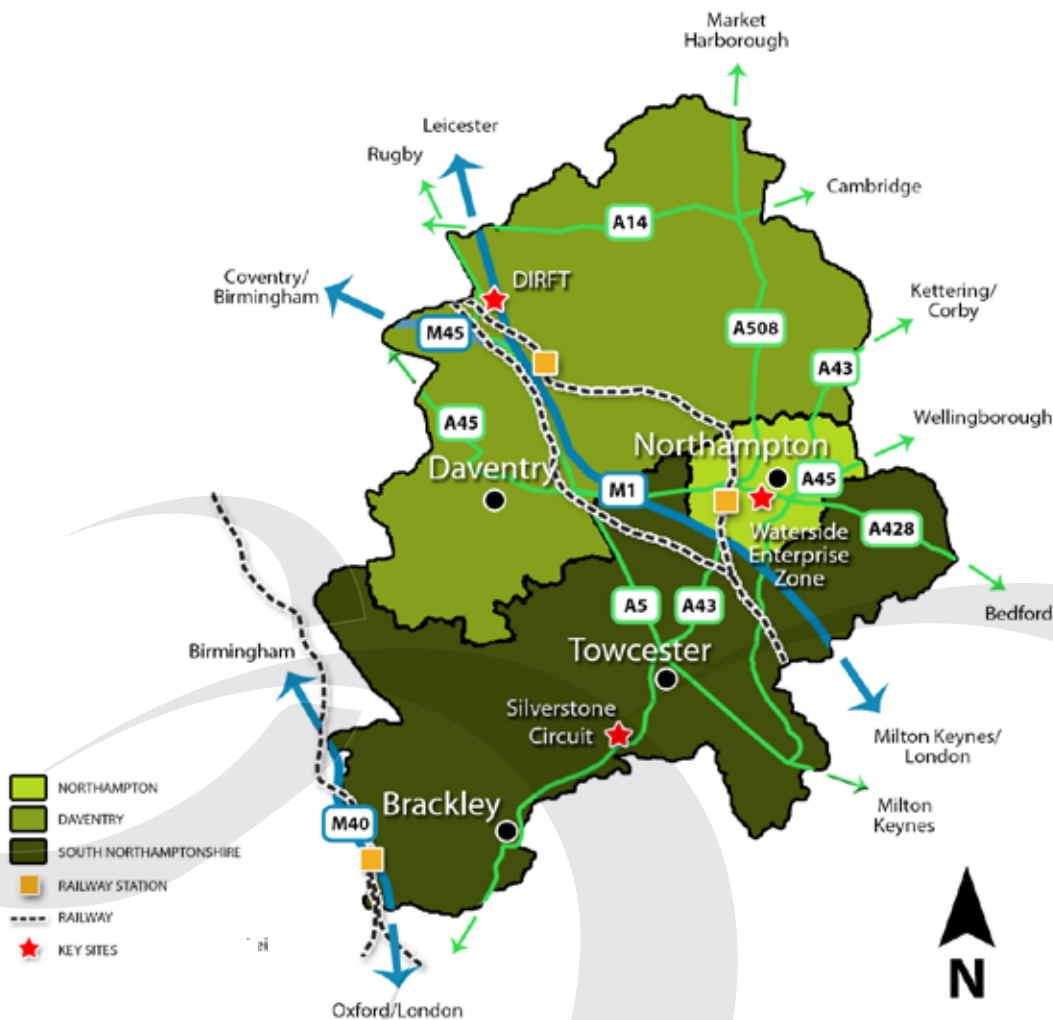 Market
Harborough
Leicester
Rugby
Cambridge
A14
Coventry/
Birmingham
DIRFT
Kettering/
Corby
M45
A508
A43
A45
Wellingborough
Northampton
Daventry
A45
M1
Waterside
Enterprise
Zone
A428
A5
A43
Bedford
Towcester
Birmingham
Silverstone
Circuit
Milton Keynes/
London
Brackley
Milton
Keynes
M40
NORTHAMPTON
DAVENTRY
SOUTH NORTHAMPTONSHIRE
RAILWAY STATION
RAILWAY
KEY SITES
Oxford/London
N